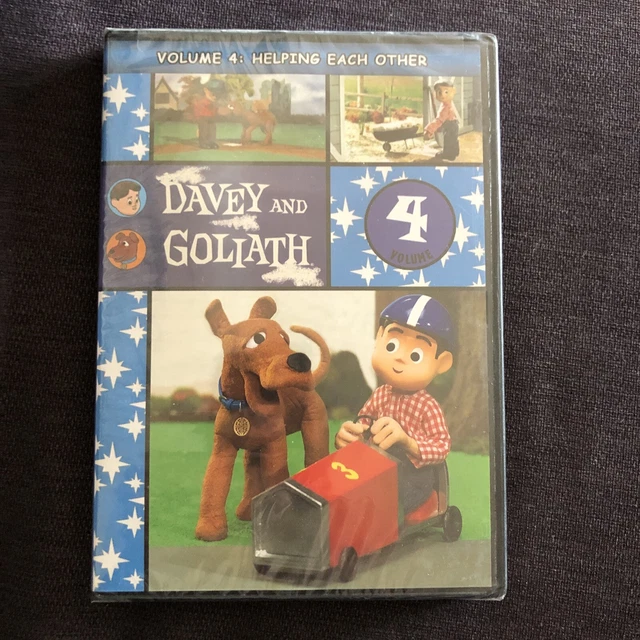 VOLUME 4: HELPING EACH OTHER
DAVEY AND
GOLIATH
4
VOLUME
3